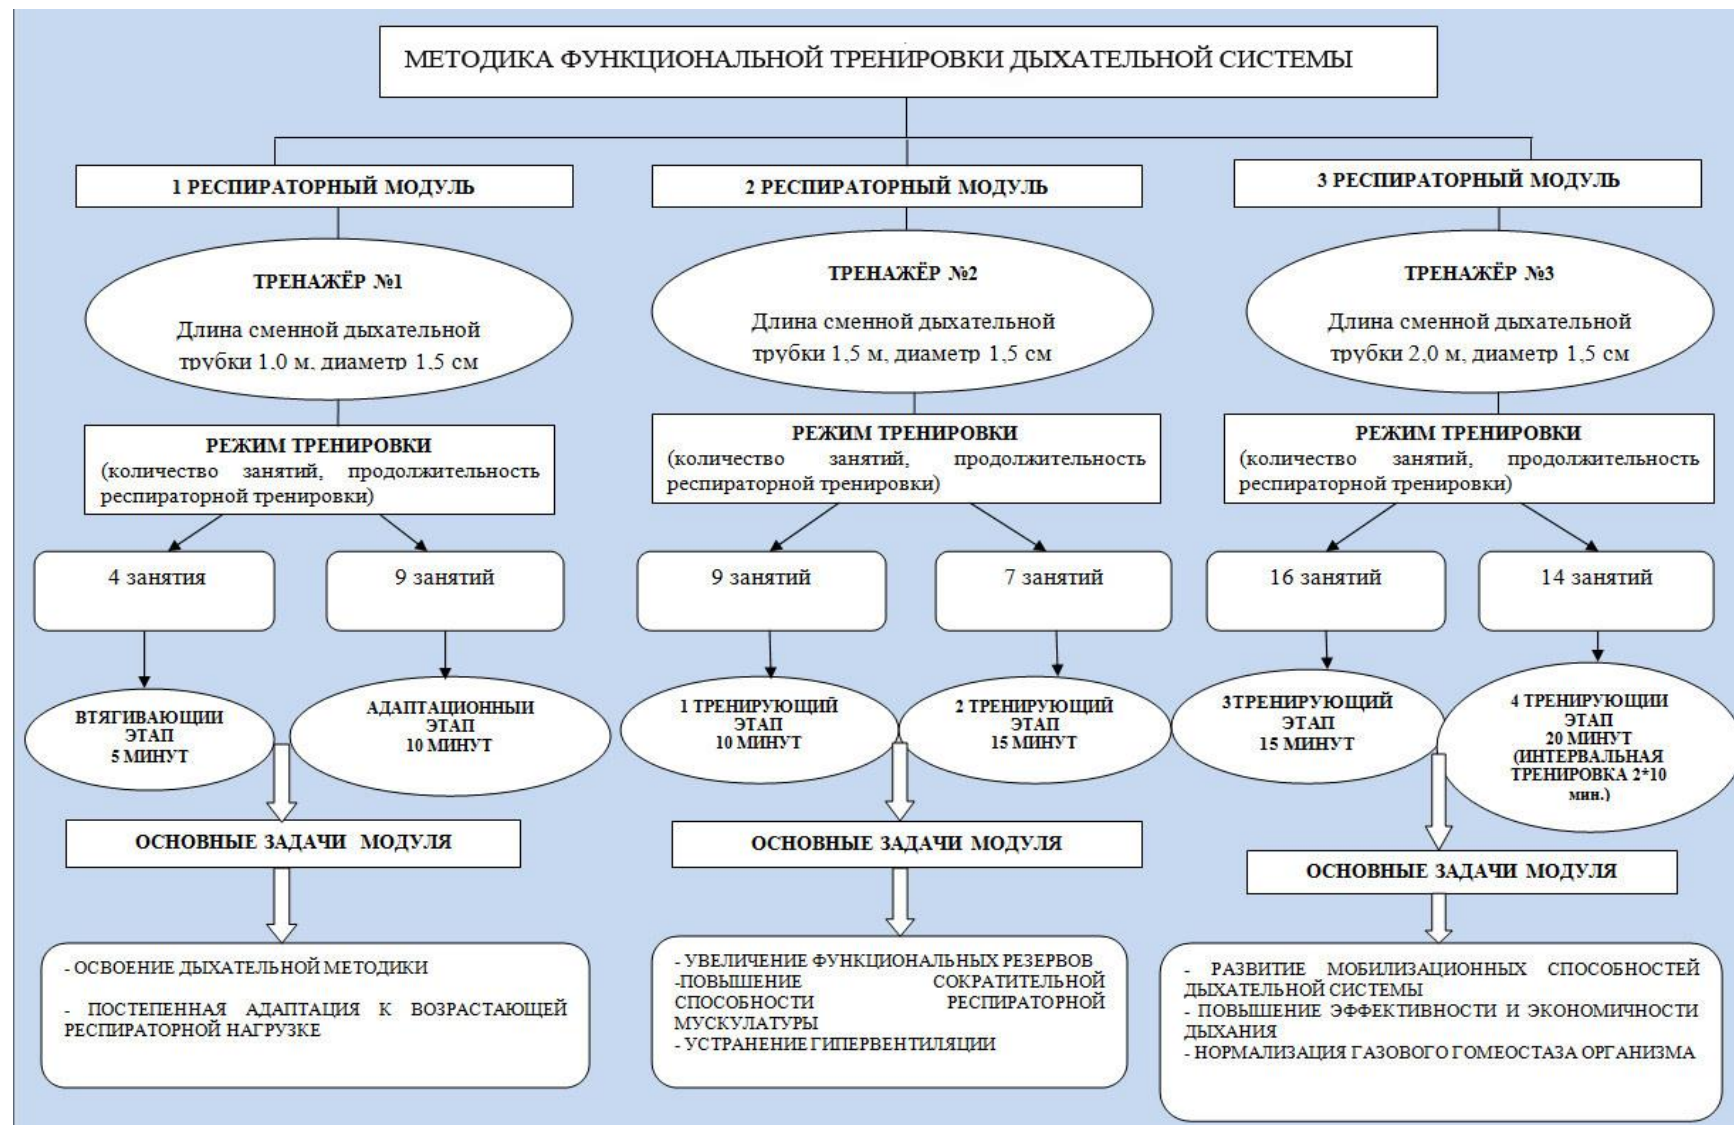 МЕТОДИКА ФУНКЦИОНАЛЬНОЙ ТРЕНИРОВКИ ДЫХАТЕЛЬНОЙ СИСТЕМЫ
1 РЕСПИРАТОРНЫЙ МОДУЛЬ
2 РЕСПИРАТОРНЫЙ МОДУЛЬ
3 РЕСПИРАТОРНЫЙ МОДУЛЬ
ТРЕНАЖЁР №1
Длина сменной дыхательной
трубки 1,0 м, диаметр 1,5 см
ТРЕНАЖЁР №2
Длина сменной дыхательной
трубки 1,5 м, диаметр 1,5 см
ТРЕНАЖЁР №3
Длина сменной дыхательной
трубки 2,0 м, диаметр 1,5 см
РЕЖИМ ТРЕНИРОВКИ
(количество занятий, продолжительность
респираторной тренировки)
РЕЖИМ ТРЕНИРОВКИ
(количество занятий, продолжительность
респираторной тренировки)
РЕЖИМ ТРЕНИРОВКИ
(количество занятий, продолжительность
респираторной тренировки)
4 занятия
9 занятий
9 занятий
7 занятий
16 занятий
14 занятий
ВТЯГИВАЮЩИЙ
ЭТАП
5 МИНУТ
АДАПТАЦИОННЫЙ
ЭТАП
10 МИНУТ
1 ТРЕНИРУЮЩИЙ
ЭТАП
10 МИНУТ
2 ТРЕНИРУЮЩИЙ
ЭТАП
15 МИНУТ
3ТРЕНИРУЮЩИЙ
ЭТАП
15 МИНУТ
4 ТРЕНИРУЮЩИЙ
ЭТАП
20 МИНУТ
(ИНТЕРВАЛЬНАЯ
ТРЕНИРОВКА 2*10
мин.)
ОСНОВНЫЕ ЗАДАЧИ МОДУЛЯ
ОСНОВНЫЕ ЗАДАЧИ МОДУЛЯ
ОСНОВНЫЕ ЗАДАЧИ МОДУЛЯ
- ОСВОЕНИЕ ДЫХАТЕЛЬНОЙ МЕТОДИКИ
- ПОСТЕПЕННАЯ АДАПТАЦИЯ К ВОЗРАСТАЮЩЕЙ
РЕСПИРАТОРНОЙ НАГРУЗКЕ
- УВЕЛИЧЕНИЕ ФУНКЦИОНАЛЬНЫХ РЕЗЕРВОВ
-ПОВЫШЕНИЕ СОКРАТИТЕЛЬНОЙ
СПОСОБНОСТИ РЕСПИРАТОРНОЙ
МУСКУЛАТУРЫ
- УСТРАНЕНИЕ ГИПЕРВЕНТИЛЯЦИИ
- РАЗВИТИЕ МОБИЛИЗАЦИОННЫХ СПОСОБНОСТЕЙ
ДЫХАТЕЛЬНОЙ СИСТЕМЫ
- ПОВЫШЕНИЕ ЭФФЕКТИВНОСТИ И ЭКОНОМИЧНОСТИ
ДЫХАНИЯ
- НОРМАЛИЗАЦИЯ ГАЗОВОГО ГОМЕОСТАЗА ОРГАНИЗМА